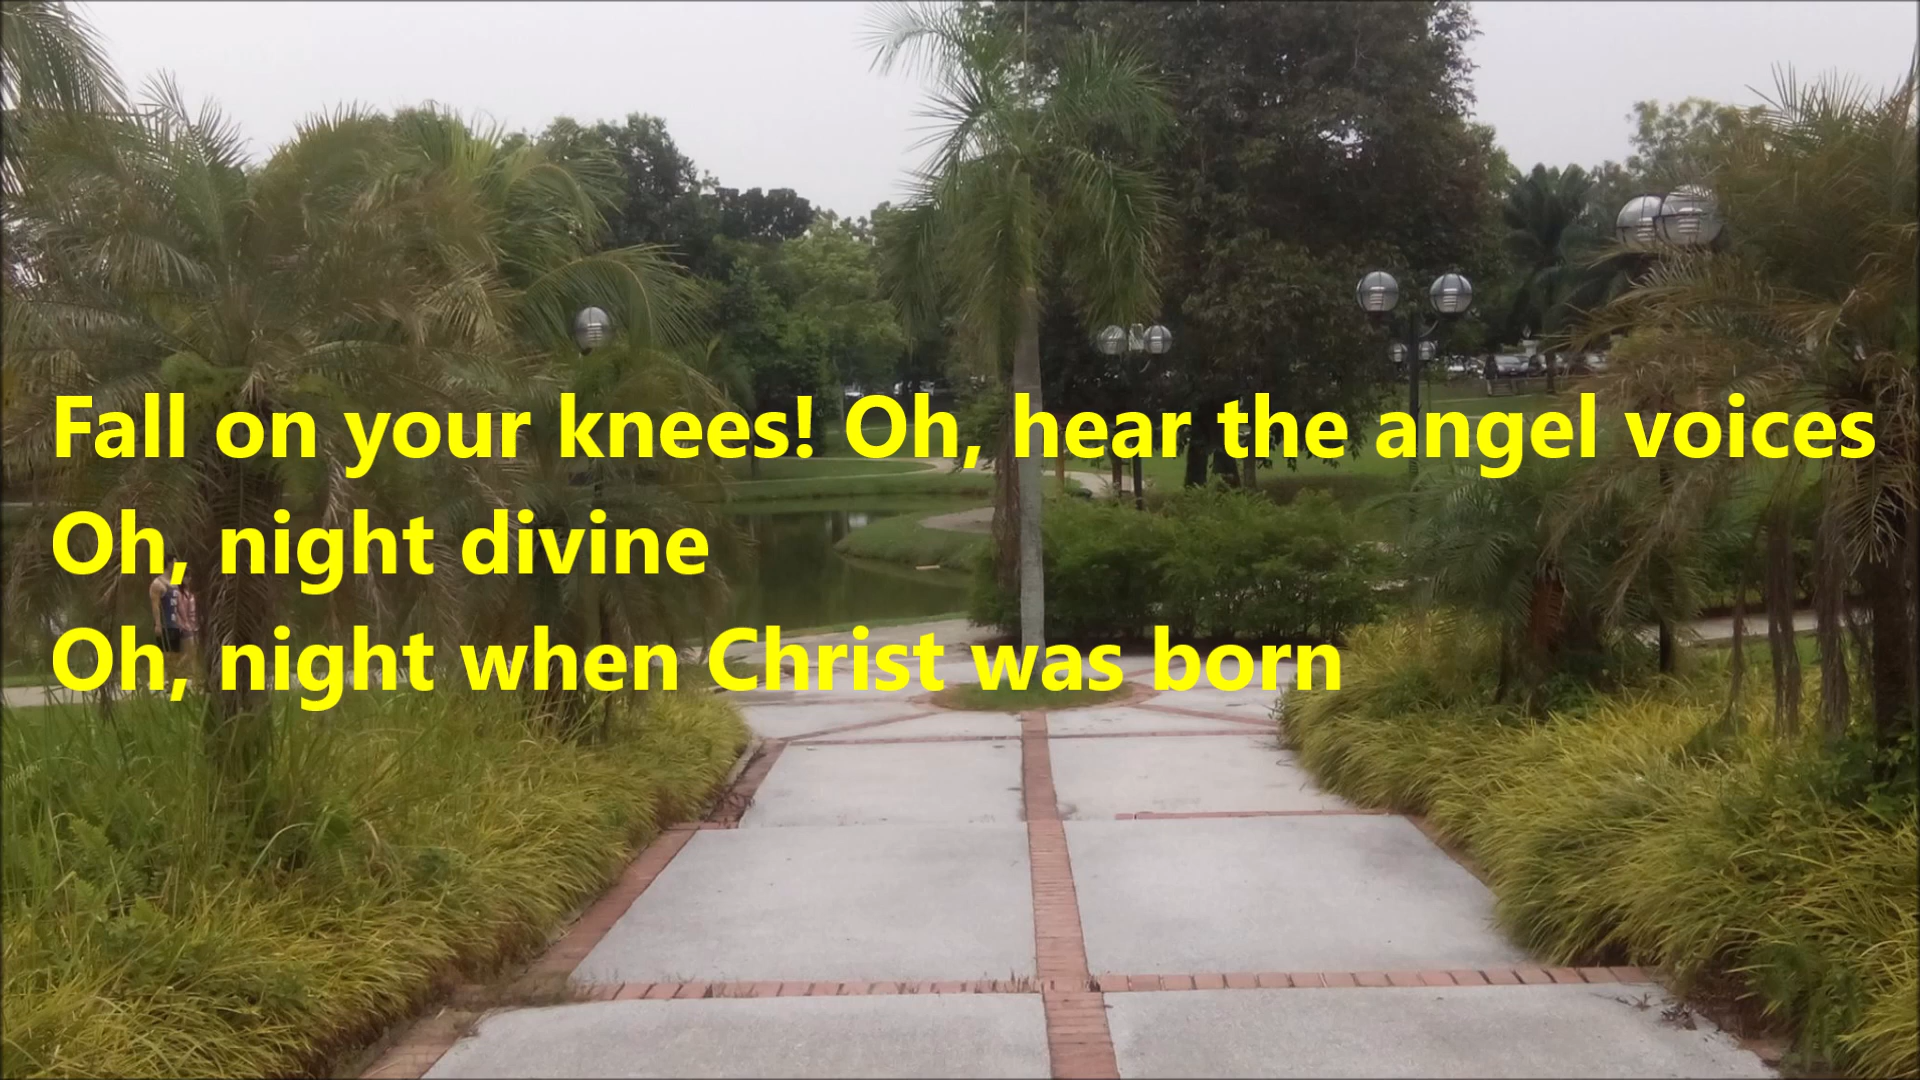 Fall on your knees! Oh, hear the angel voices
Oh, night divine
Oh, night when Christ was born